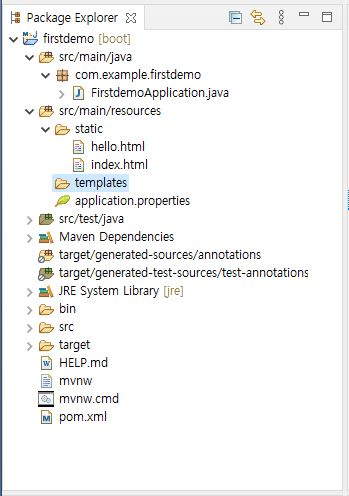 Package Explorer
firstdemo [boot]
src/main/java
com.example.firstdemo
FirstdemoApplication.java
src/main/resources
static
hello.html
index.html
templates
application.properties
src/test/java
Maven Dependencies
target/generated-sources/annotations
target/generated-test-sources/test-annotations
JRE System Library [jre]
bin
src
target
HELP.md
mvnw
mvnw.cmd
pom.xml